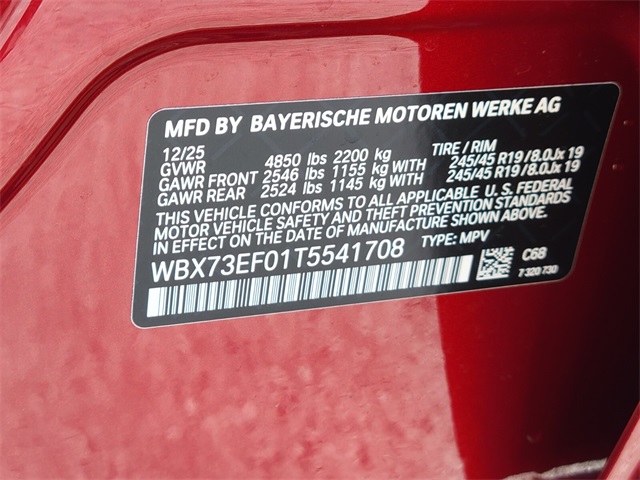 MFD BY BAYERISCHE MOTOREN WERKE AG
12/25 TIRE / RIM
GVWR 4850 lbs 2200 kg
GAWR FRONT 2546 lbs 1155 kg WITH 245/45 R19 / 8.0Jx 19
GAWR REAR 2524 lbs 1145 kg WITH 245/45 R19 / 8.0Jx 19
THIS VEHICLE CONFORMS TO ALL APPLICABLE U. S. FEDERAL
MOTOR VEHICLE SAFETY AND THEFT PREVENTION STANDARDS
IN EFFECT ON THE DATE OF MANUFACTURE SHOWN ABOVE.
WBX73EF01T5541708 TYPE: MPV
C68
7 320 730